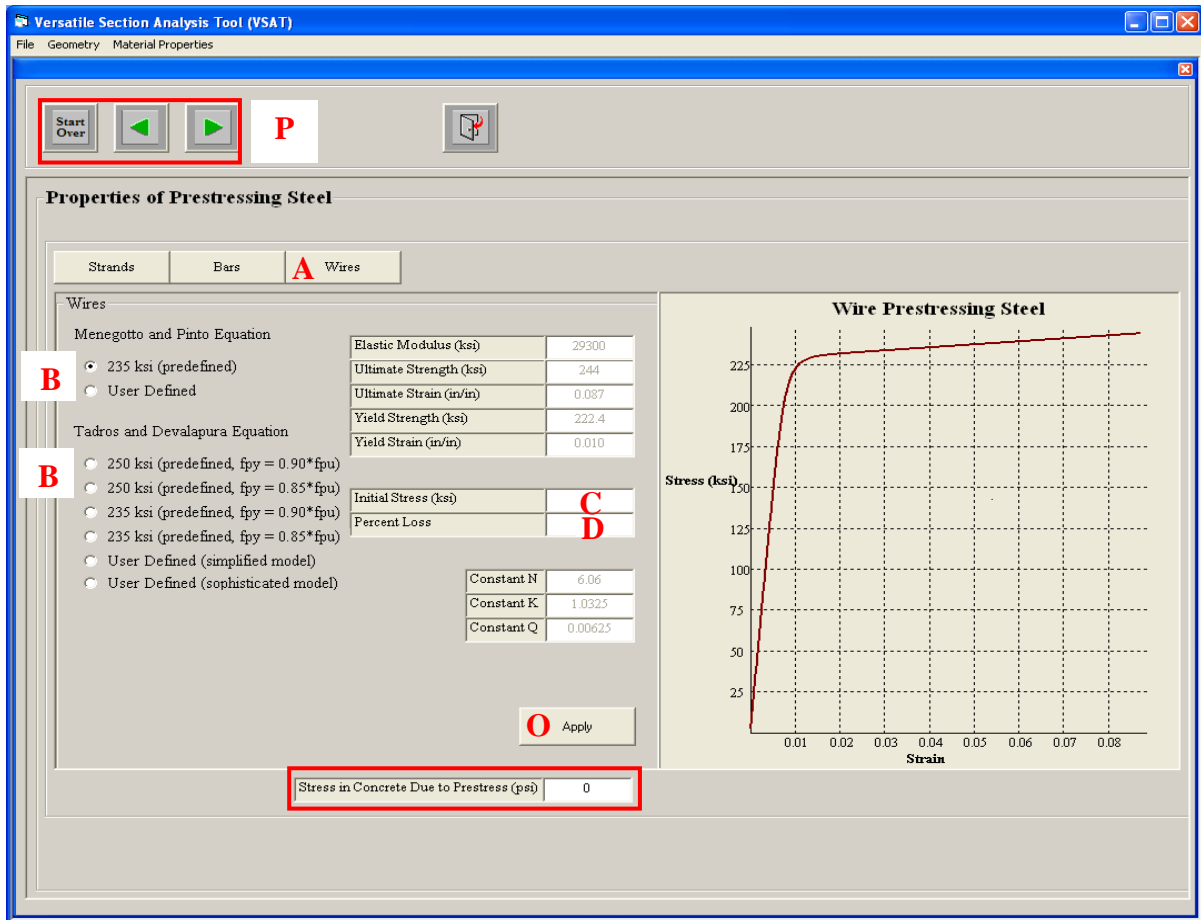 Versatile Section Analysis Tool (VSAT)
File Geometry Material Properties
Start
Over
P
Properties of Prestressing Steel
Strands Bars A Wires
Wires
Menegotto and Pinto Equation
B
235 ksi (predefined)
User Defined
Tadros and Devalapura Equation
B
250 ksi (predefined, fpy = 0.90*fpu)
250 ksi (predefined, fpy = 0.85*fpu)
235 ksi (predefined, fpy = 0.90*fpu)
235 ksi (predefined, fpy = 0.85*fpu)
User Defined (simplified model)
User Defined (sophisticated model)
Elastic Modulus (ksi) 29300
Ultimate Strength (ksi) 244
Ultimate Strain (in/in) 0.087
Yield Strength (ksi) 222.4
Yield Strain (in/in) 0.010
Initial Stress (ksi) C
Percent Loss D
Constant N 6.06
Constant K 1.0325
Constant Q 0.00625
O Apply
Stress in Concrete Due to Prestress (psi) 0
Wire Prestressing Steel
225
200
175
Stress (ksi)
150
125
100
75
50
25
0.01 0.02 0.03 0.04 0.05 0.06 0.07 0.08
Strain